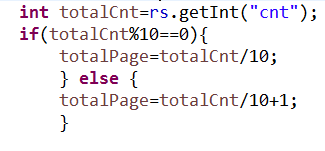 int totalCnt=rs.getInt("cnt");
if(totalCnt%10==0){
totalPage=totalCnt/10;
} else {
totalPage=totalCnt/10+1;
}